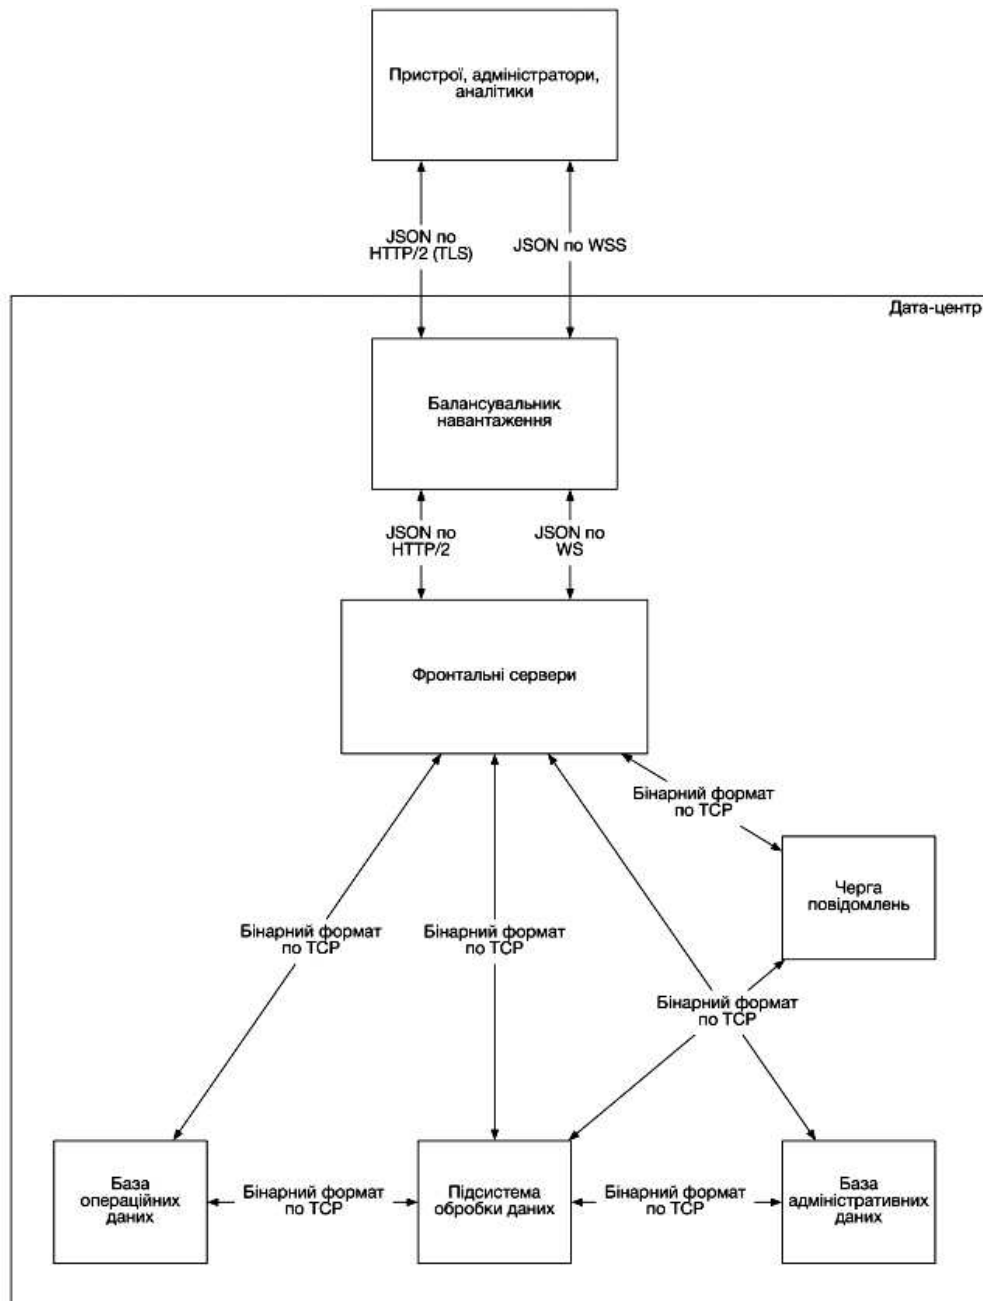 Пристрої, адміністратори,
аналітики
JSON по
HTTP/2 (TLS)
JSON по WSS
Дата-центр
Балансувальник
навантаження
JSON по
HTTP/2
JSON по
WS
Фронтальні сервери
Бінарний формат
по TCP
Черга
повідомлень
Бінарний формат
по TCP
Бінарний формат
по TCP
Бінарний формат
по TCP
База
операційних
даних
Бінарний формат
по TCP
Підсистема
обробки даних
Бінарний формат
по TCP
База
адміністративних
даних